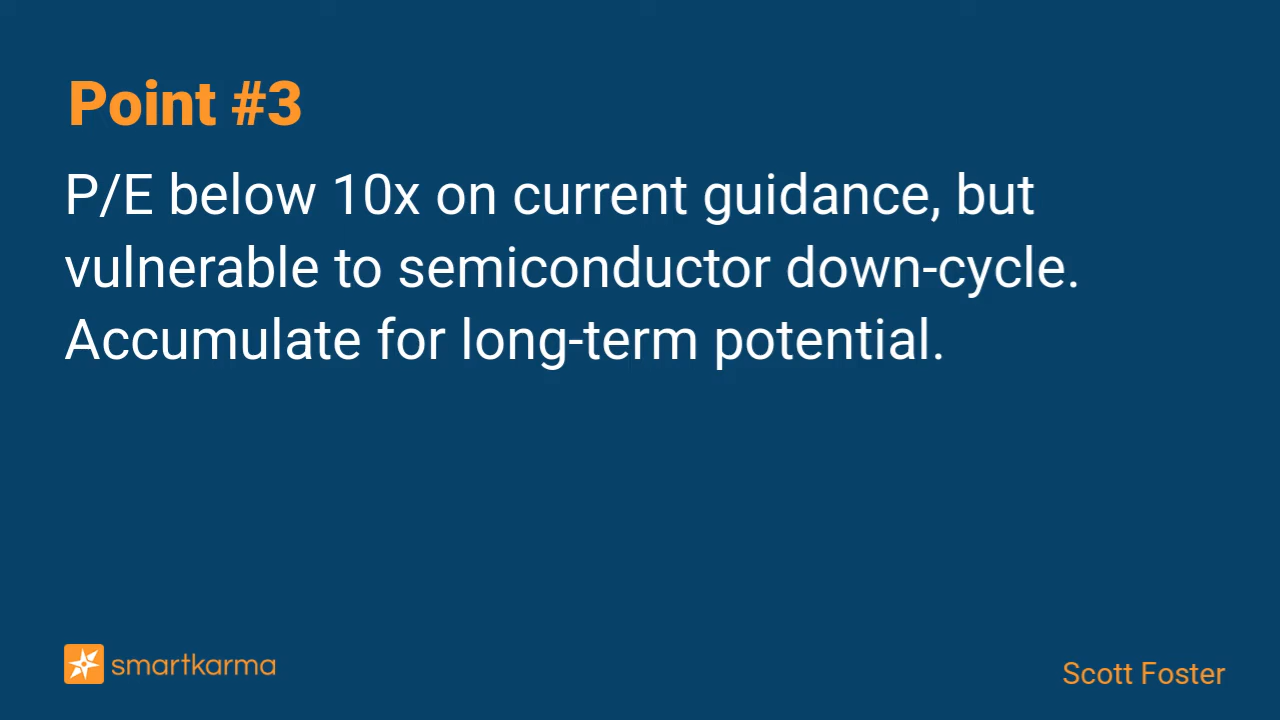 Point #3
P/E below 10x on current guidance, but
vulnerable to semiconductor down-cycle.
Accumulate for long-term potential.
smartkarma
Scott Foster